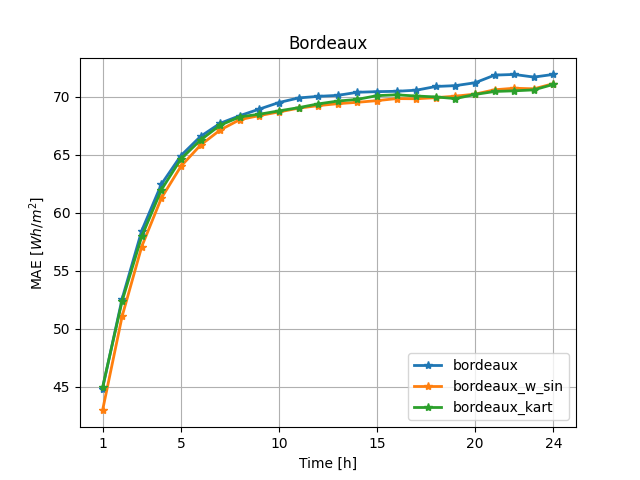 Bordeaux
MAE [Wh/m²]
70
65
60
55
50
45
1 5 10 15 20 24
Time [h]
bordeaux
bordeaux_w_sin
bordeaux_kart